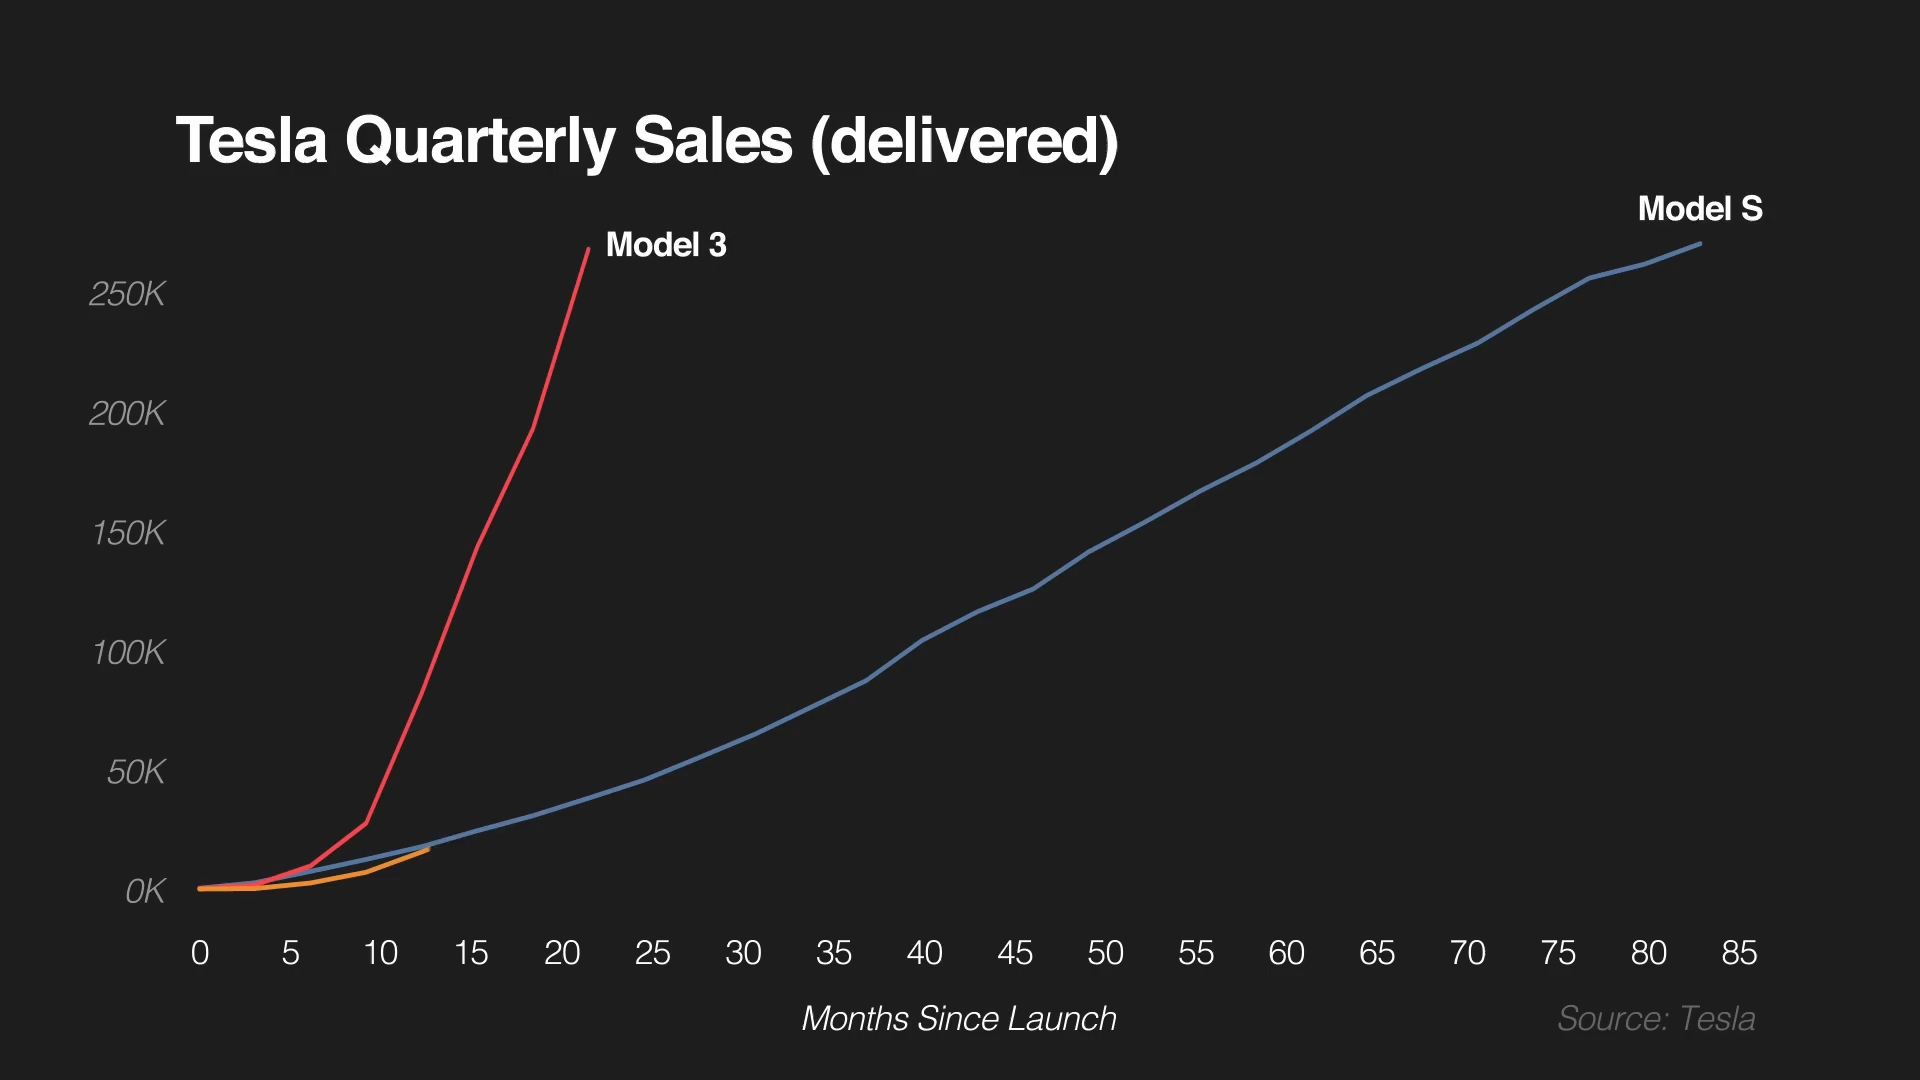 Tesla Quarterly Sales (delivered)
Model S
Model 3
250K
200K
150K
100K
50K
0K
0 5 10 15 20 25 30 35 40 45 50 55 60 65 70 75 80 85
Months Since Launch
Source: Tesla